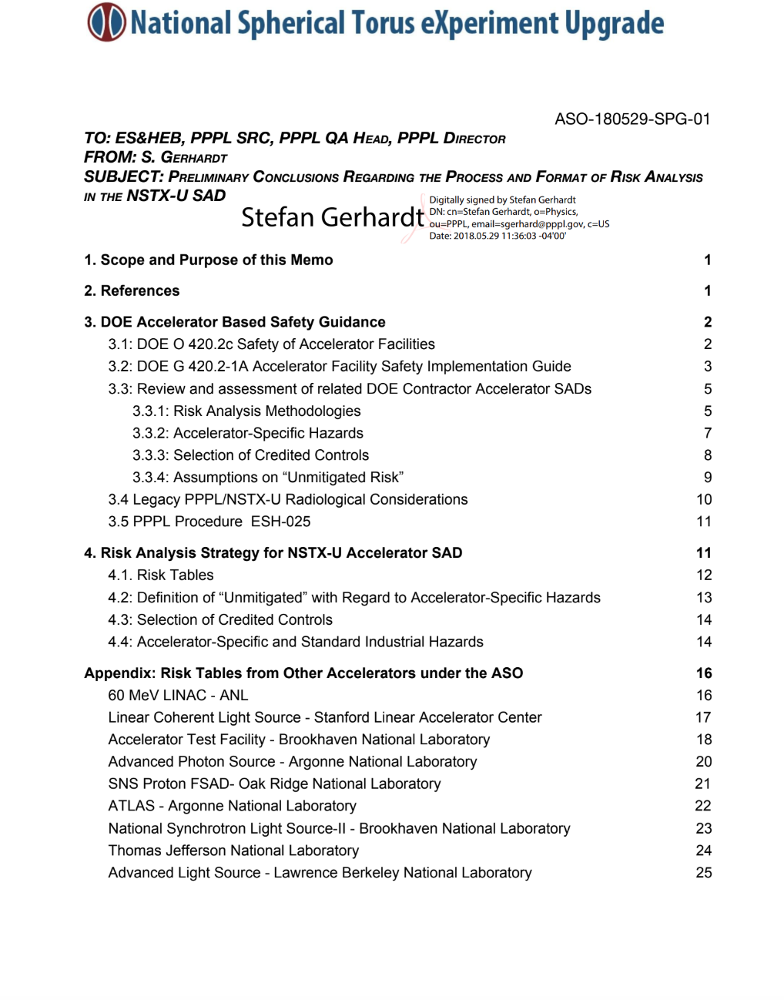 National Spherical Torus eXperiment Upgrade
ASO-180529-SPG-01
TO: ES&HEB, PPPL SRC, PPPL QA HEAD, PPPL DIRECTOR
FROM: S. GERHARDT
SUBJECT: PRELIMINARY CONCLUSIONS REGARDING THE PROCESS AND FORMAT OF RISK ANALYSIS
IN THE NSTX-U SAD
Stefan Gerhardt
Digitally signed by Stefan Gerhardt
DN: cn=Stefan Gerhardt, o=Physics,
ou=PPPL, email=sgerhard@pppl.gov, c=US
Date: 2018.05.29 11:36:03 -04'00'
1. Scope and Purpose of this Memo 1
2. References 1
3. DOE Accelerator Based Safety Guidance 2
3.1: DOE O 420.2c Safety of Accelerator Facilities 2
3.2: DOE G 420.2-1A Accelerator Facility Safety Implementation Guide 3
3.3: Review and assessment of related DOE Contractor Accelerator SADs 5
3.3.1: Risk Analysis Methodologies 5
3.3.2: Accelerator-Specific Hazards 7
3.3.3: Selection of Credited Controls 8
3.3.4: Assumptions on “Unmitigated Risk” 9
3.4 Legacy PPPL/NSTX-U Radiological Considerations 10
3.5 PPPL Procedure ESH-025 11
4. Risk Analysis Strategy for NSTX-U Accelerator SAD 11
4.1. Risk Tables 12
4.2: Definition of “Unmitigated” with Regard to Accelerator-Specific Hazards 13
4.3: Selection of Credited Controls 14
4.4: Accelerator-Specific and Standard Industrial Hazards 14
Appendix: Risk Tables from Other Accelerators under the ASO 16
60 MeV LINAC - ANL 16
Linear Coherent Light Source - Stanford Linear Accelerator Center 17
Accelerator Test Facility - Brookhaven National Laboratory 18
Advanced Photon Source - Argonne National Laboratory 20
SNS Proton FSAD- Oak Ridge National Laboratory 21
ATLAS - Argonne National Laboratory 22
National Synchrotron Light Source-II - Brookhaven National Laboratory 23
Thomas Jefferson National Laboratory 24
Advanced Light Source - Lawrence Berkeley National Laboratory 25